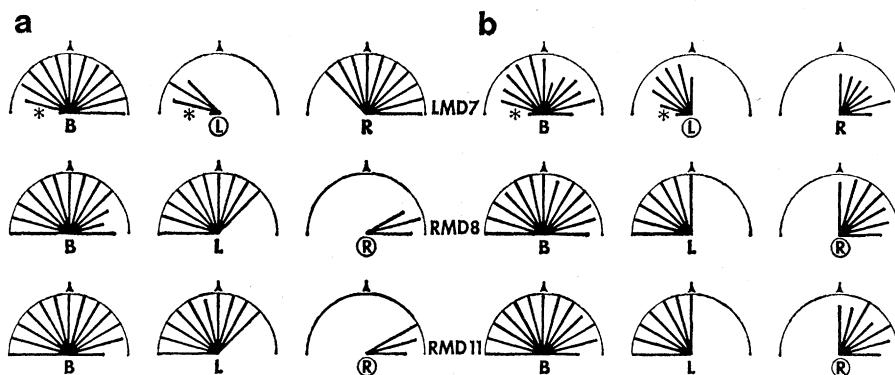 a b
* B * Ⓛ R LMD7 * B * Ⓛ R
B L Ⓡ RMD8 B L Ⓡ
B L Ⓡ RMD11 B L Ⓡ